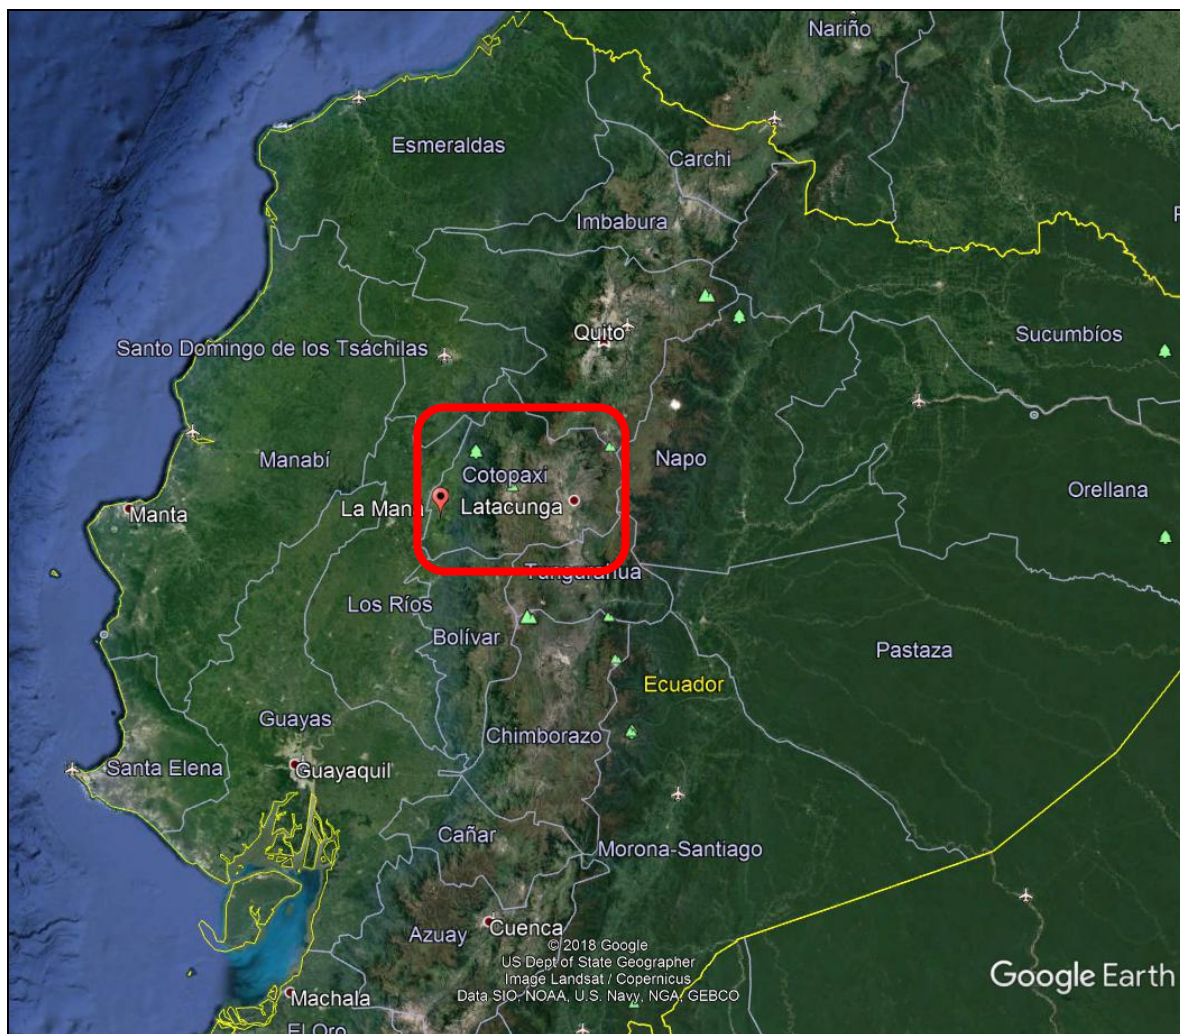 Nariño
Esmeraldas
Carchi
Imbabura
Quito
Sucumbíos
Santo Domingo de los Tsáchilas
Manabí
Cotopaxi
Napo
Orellana
La Maná
Latacunga
Manta
Tungurahua
Los Ríos
Bolívar
Pastaza
Ecuador
Guayas
Chimborazo
Santa Elena
Guayaquil
Cañar
Morona-Santiago
Azuay
Cuenca
© 2018 Google
US Dept of State Geographer
Image Landsat / Copernicus
Data SIO, NOAA, U.S. Navy, NGA, GEBCO
Google Earth
Machala
El Oro